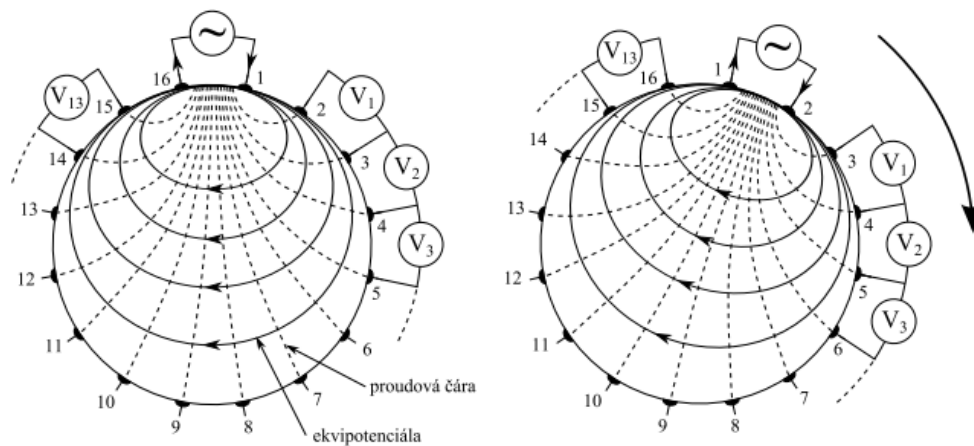 ~
16 1
V13 V1
15 2
14 3
V2
13 4
V3
12 5
11 6
10 7
9 8
proudová čára
ekvipotenciála
~
1
V13 16 2
15
14 3 V1
13 4
V2
12 5
V3
11 6
10 7
9 8